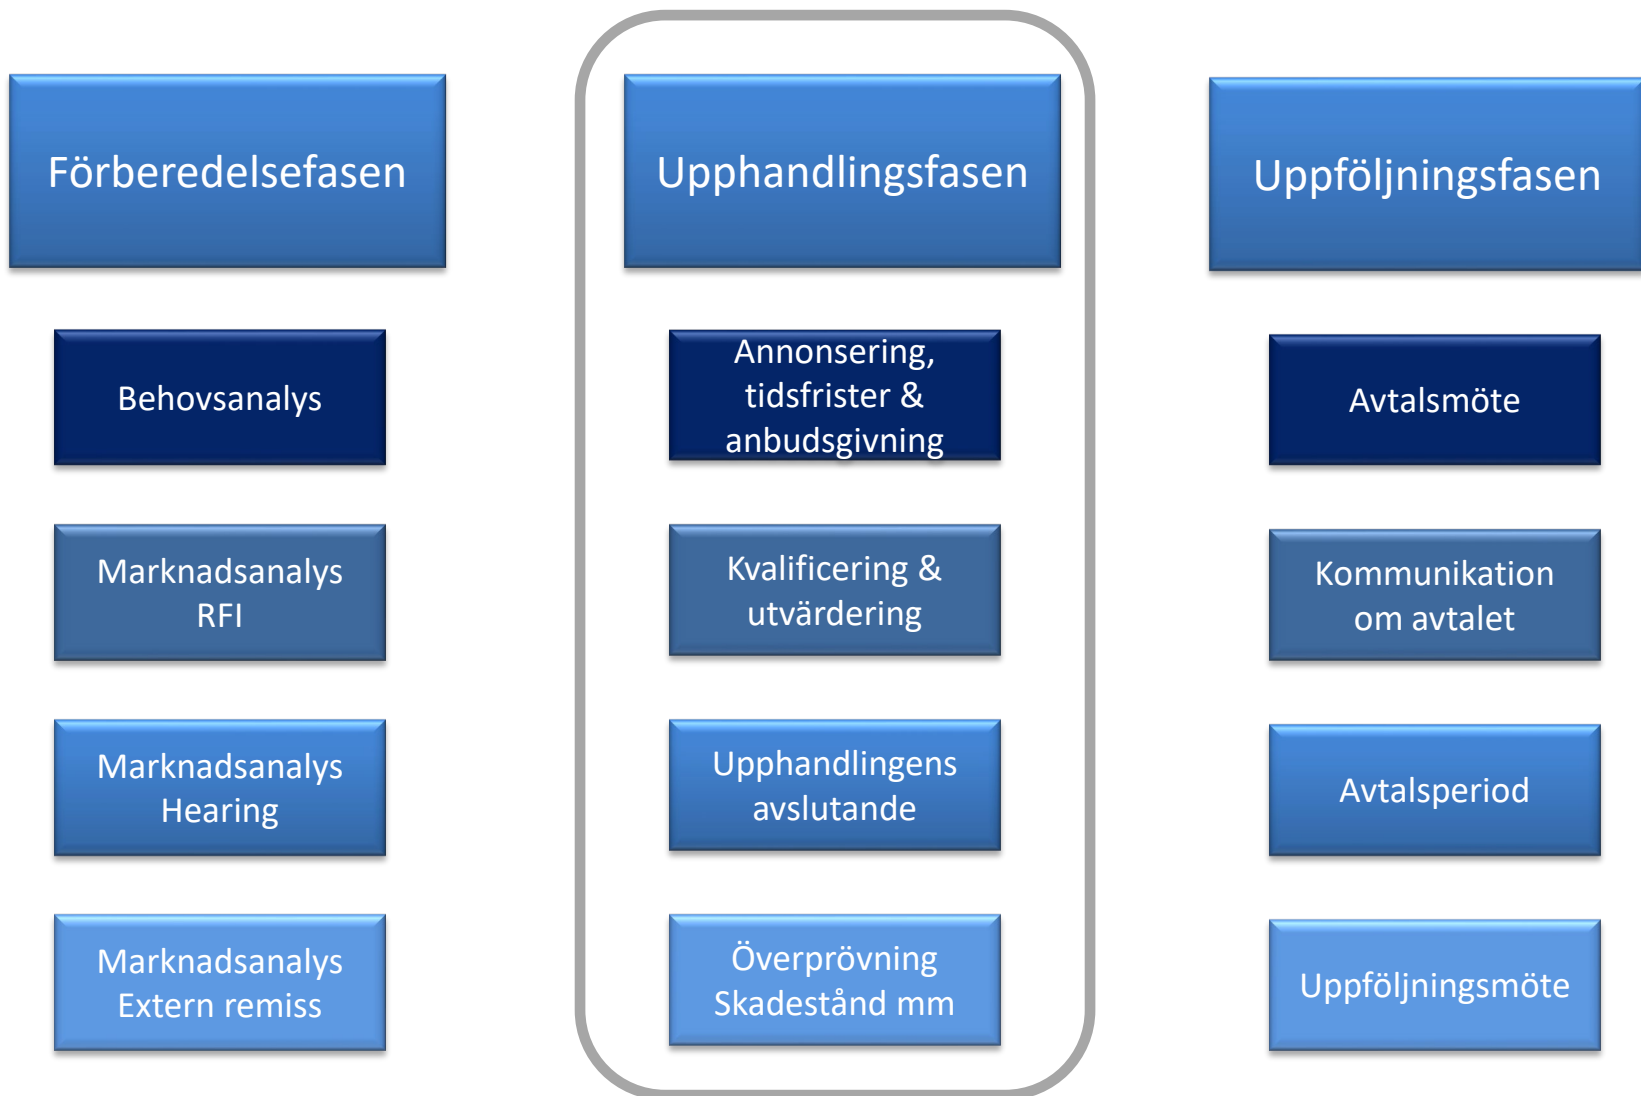 Förberedelsefasen
Behovsanalys
Marknadsanalys
RFI
Marknadsanalys
Hearing
Marknadsanalys
Extern remiss
Upphandlingsfasen
Annonsering,
tidsfrister &
anbudsgivning
Kvalificering &
utvärdering
Upphandlingens
avslutande
Överprövning
Skadestånd mm
Uppföljningsfasen
Avtalsmöte
Kommunikation
om avtalet
Avtalsperiod
Uppföljningsmöte